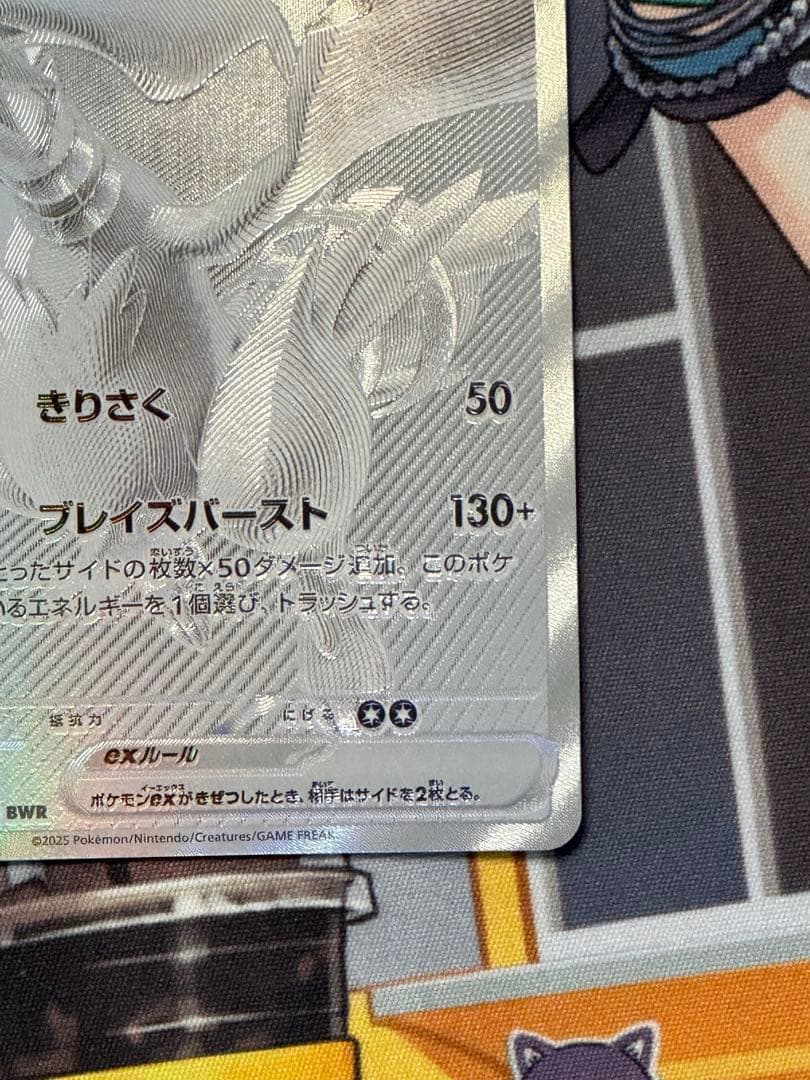 きりさく 50
ブレイズバースト 130+
とったサイドの枚数×50ダメージ追加。このポケ
いるエネルギーを1個選び、トラッシュする。
抵抗力 にげる
exルール
ポケモンexがきぜつしたとき、相手はサイドを2枚とる。
BWR
©2025 Pokémon/Nintendo/Creatures/GAME FREAK